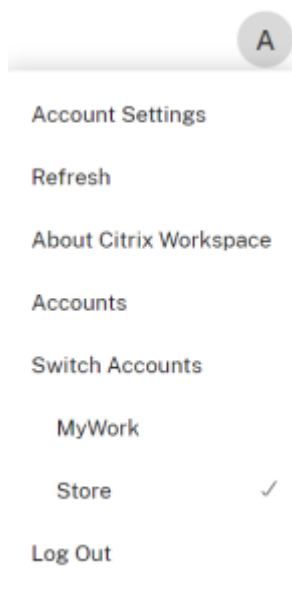 A
Account Settings
Refresh
About Citrix Workspace
Accounts
Switch Accounts
MyWork
Store
Log Out